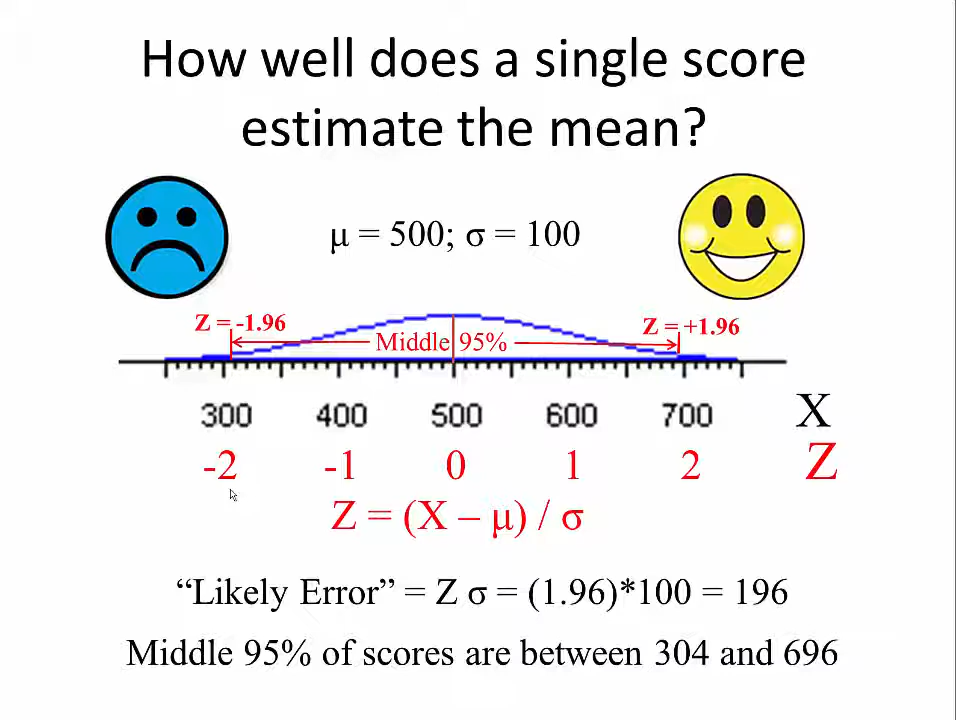 How well does a single score
estimate the mean?
μ = 500; σ = 100
Z = -1.96
Z = +1.96
Middle 95%
300 400 500 600 700 X
-2 -1 0 1 2 Z
Z = (X – μ) / σ
“Likely Error” = Z σ = (1.96)*100 = 196
Middle 95% of scores are between 304 and 696